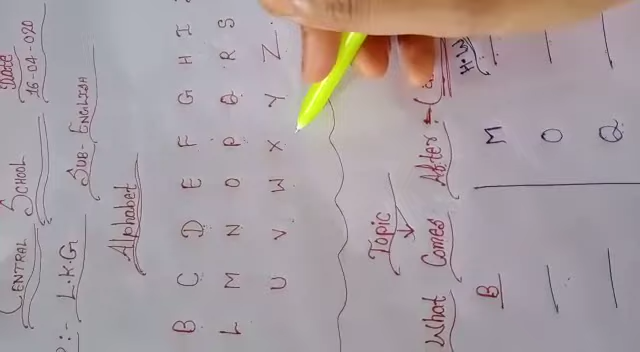 CENTRAL SCHOOL Date
16-04-020
:- L.K.G SUB- ENGLISH
Alphabet
B C D E F G H I
L M N O P Q R S
U V W X Y Z.
Topic
What Comes After :-
H.W
B M
O
Q